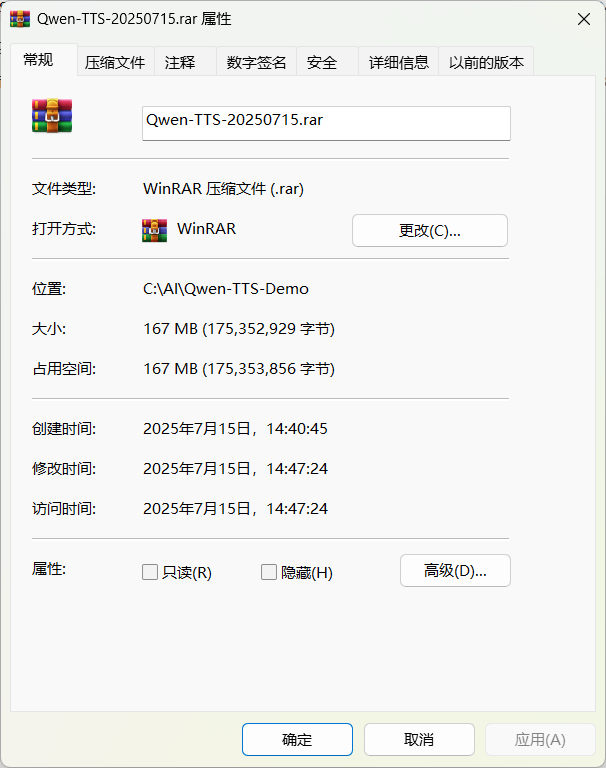 Qwen-TTS-20250715.rar 属性
常规 压缩文件 注释 数字签名 安全 详细信息 以前的版本
Qwen-TTS-20250715.rar
文件类型: WinRAR 压缩文件 (.rar)
打开方式: WinRAR 更改(C)...
位置: C:\AI\Qwen-TTS-Demo
大小: 167 MB (175,352,929 字节)
占用空间: 167 MB (175,353,856 字节)
创建时间: 2025年7月15日，14:40:45
修改时间: 2025年7月15日，14:47:24
访问时间: 2025年7月15日，14:47:24
属性: 只读(R) 隐藏(H) 高级(D)...
确定 取消 应用(A)